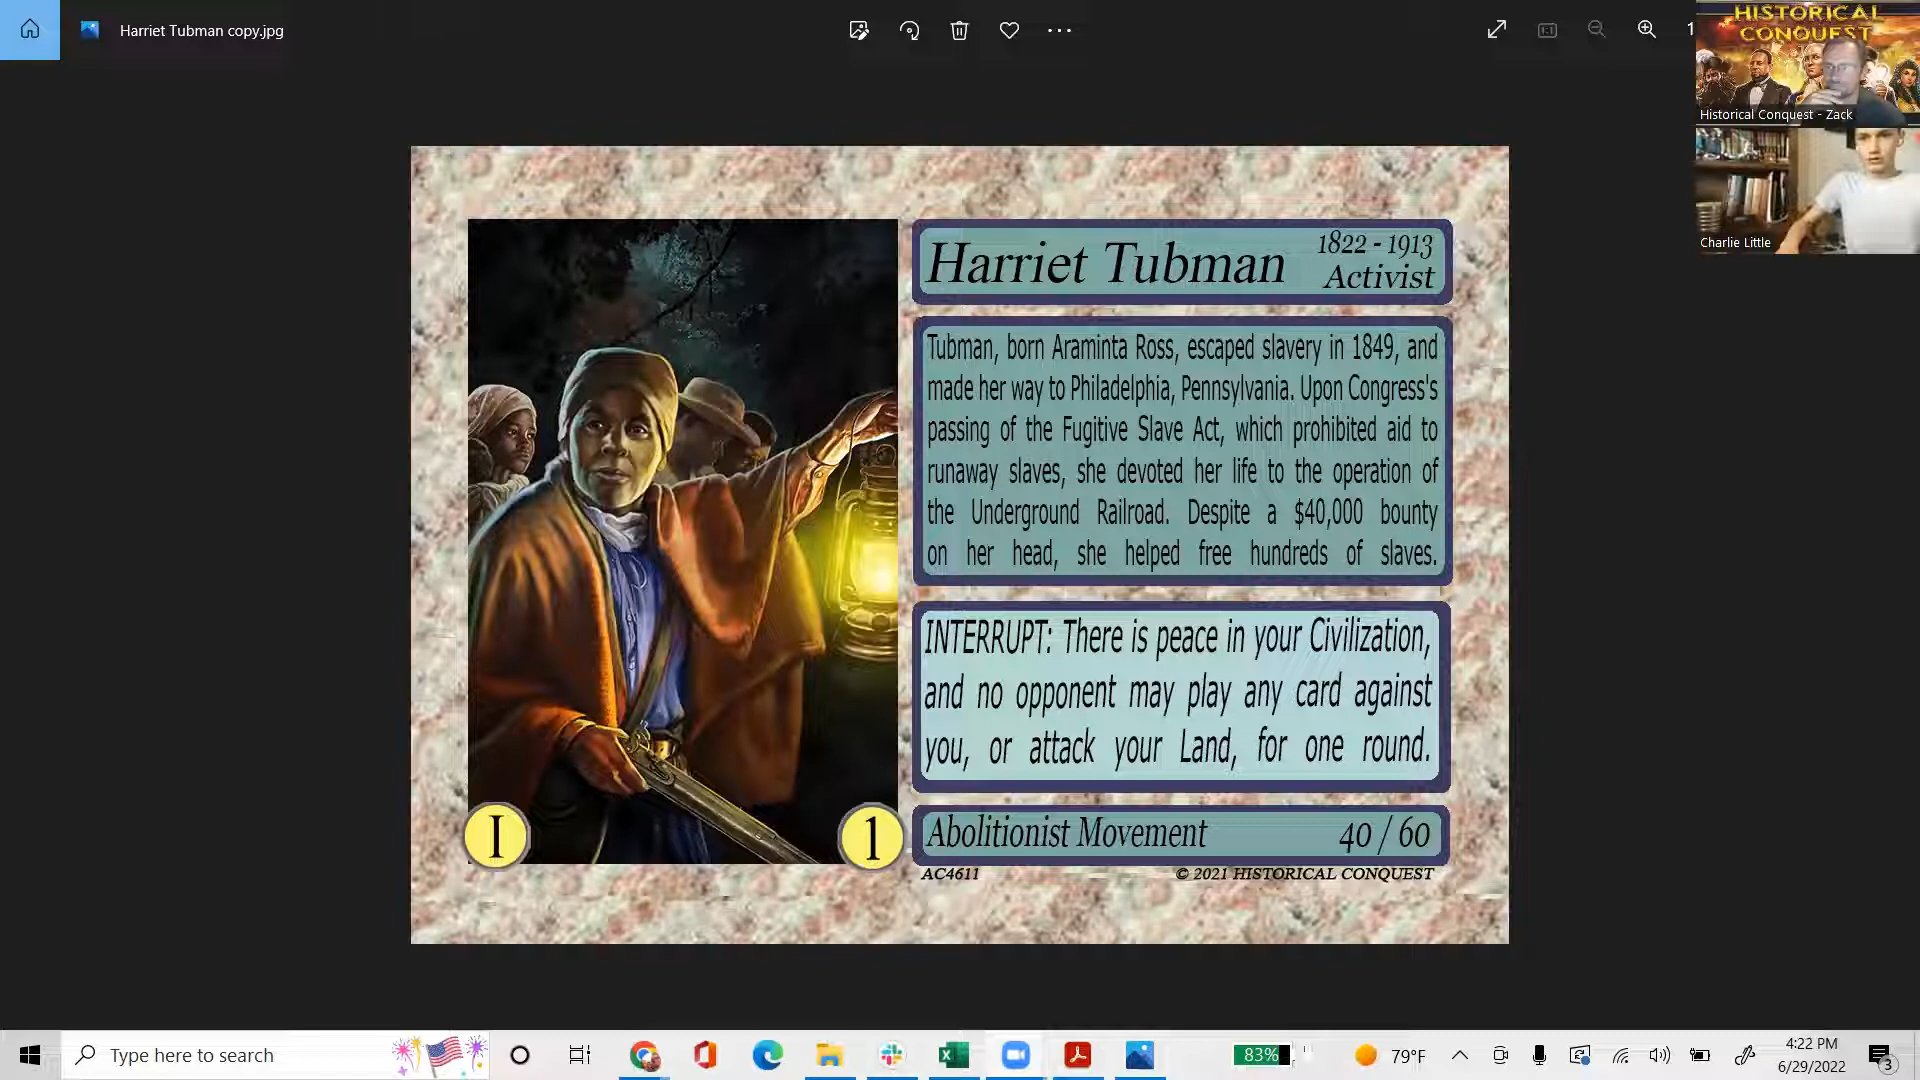 Harriet Tubman copy.jpg
1
HISTORICAL
CONQUEST
Historical Conquest - Zack
Charlie Little
Harriet Tubman
1822 - 1913
Activist
Tubman, born Araminta Ross, escaped slavery in 1849, and
made her way to Philadelphia, Pennsylvania. Upon Congress's
passing of the Fugitive Slave Act, which prohibited aid to
runaway slaves, she devoted her life to the operation of
the Underground Railroad. Despite a $40,000 bounty
on her head, she helped free hundreds of slaves.
INTERRUPT: There is peace in your Civilization,
and no opponent may play any card against
you, or attack your Land, for one round.
I
1
Abolitionist Movement 40 / 60
AC4611 © 2021 HISTORICAL CONQUEST
Type here to search
83%
79°F
4:22 PM
6/29/2022
3